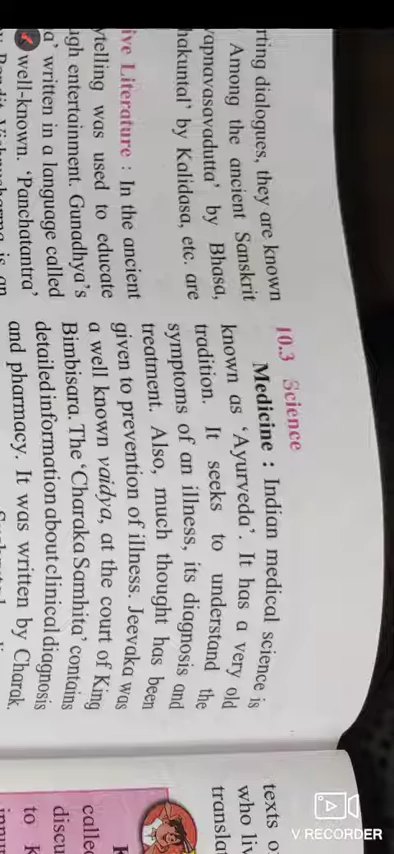 rting dialogues, they are known
Among the ancient Sanskrit
apnavasavadutta' by Bhasa,
hakuntal' by Kalidasa, etc. are
ive Literature : In the ancient
ytelling was used to educate
ugh entertainment. Gunadhya's
a' written in a language called
well-known. 'Panchatantra'
is an
10.3 Science
Medicine : Indian medical science is
known as 'Ayurveda'. It has a very old
tradition. It seeks to understand the
symptoms of an illness, its diagnosis and
treatment. Also, much thought has been
given to prevention of illness. Jeevaka was
a well known vaidya, at the court of King
Bimbisara. The 'Charaka Samhita' contains
detailed information about clinical diagnosis
and pharmacy. It was written by Charak.
texts o
who liv
transla
K
calle
discu
to K
V RECORDER